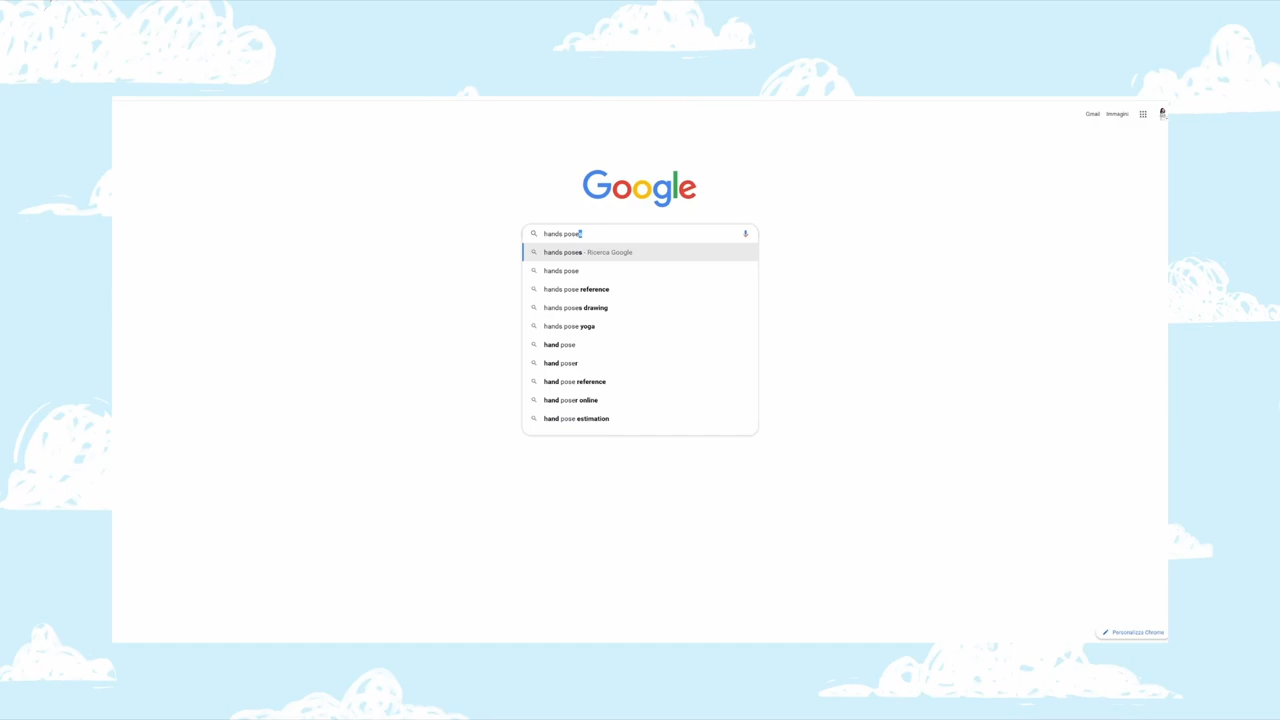 Gmail Immagini
Google
hands poses
hands poses - Ricerca Google
hands pose
hands pose reference
hands poses drawing
hands pose yoga
hand pose
hand poser
hand pose reference
hand poser online
hand pose estimation
Personalizza Chrome